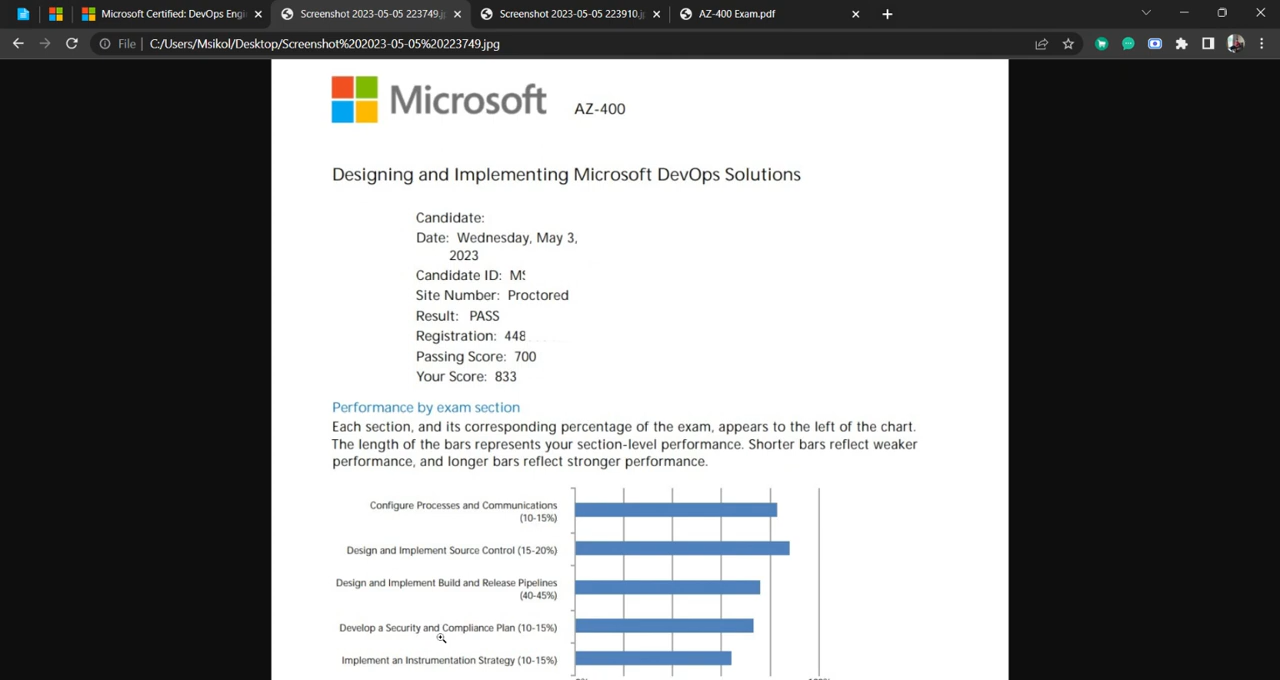 Microsoft Certified: DevOps Engi
Screenshot 2023-05-05 223749.j
Screenshot 2023-05-05 223910.j
AZ-400 Exam.pdf
File
C:/Users/Msikol/Desktop/Screenshot%202023-05-05%20223749.jpg
Microsoft
AZ-400
Designing and Implementing Microsoft DevOps Solutions
Candidate:
Date: Wednesday, May 3,
2023
Candidate ID: MS
Site Number: Proctored
Result: PASS
Registration: 448
Passing Score: 700
Your Score: 833
Performance by exam section
Each section, and its corresponding percentage of the exam, appears to the left of the chart.
The length of the bars represents your section-level performance. Shorter bars reflect weaker
performance, and longer bars reflect stronger performance.
Configure Processes and Communications
(10-15%)
Design and Implement Source Control (15-20%)
Design and Implement Build and Release Pipelines
(40-45%)
Develop a Security and Compliance Plan (10-15%)
Implement an Instrumentation Strategy (10-15%)